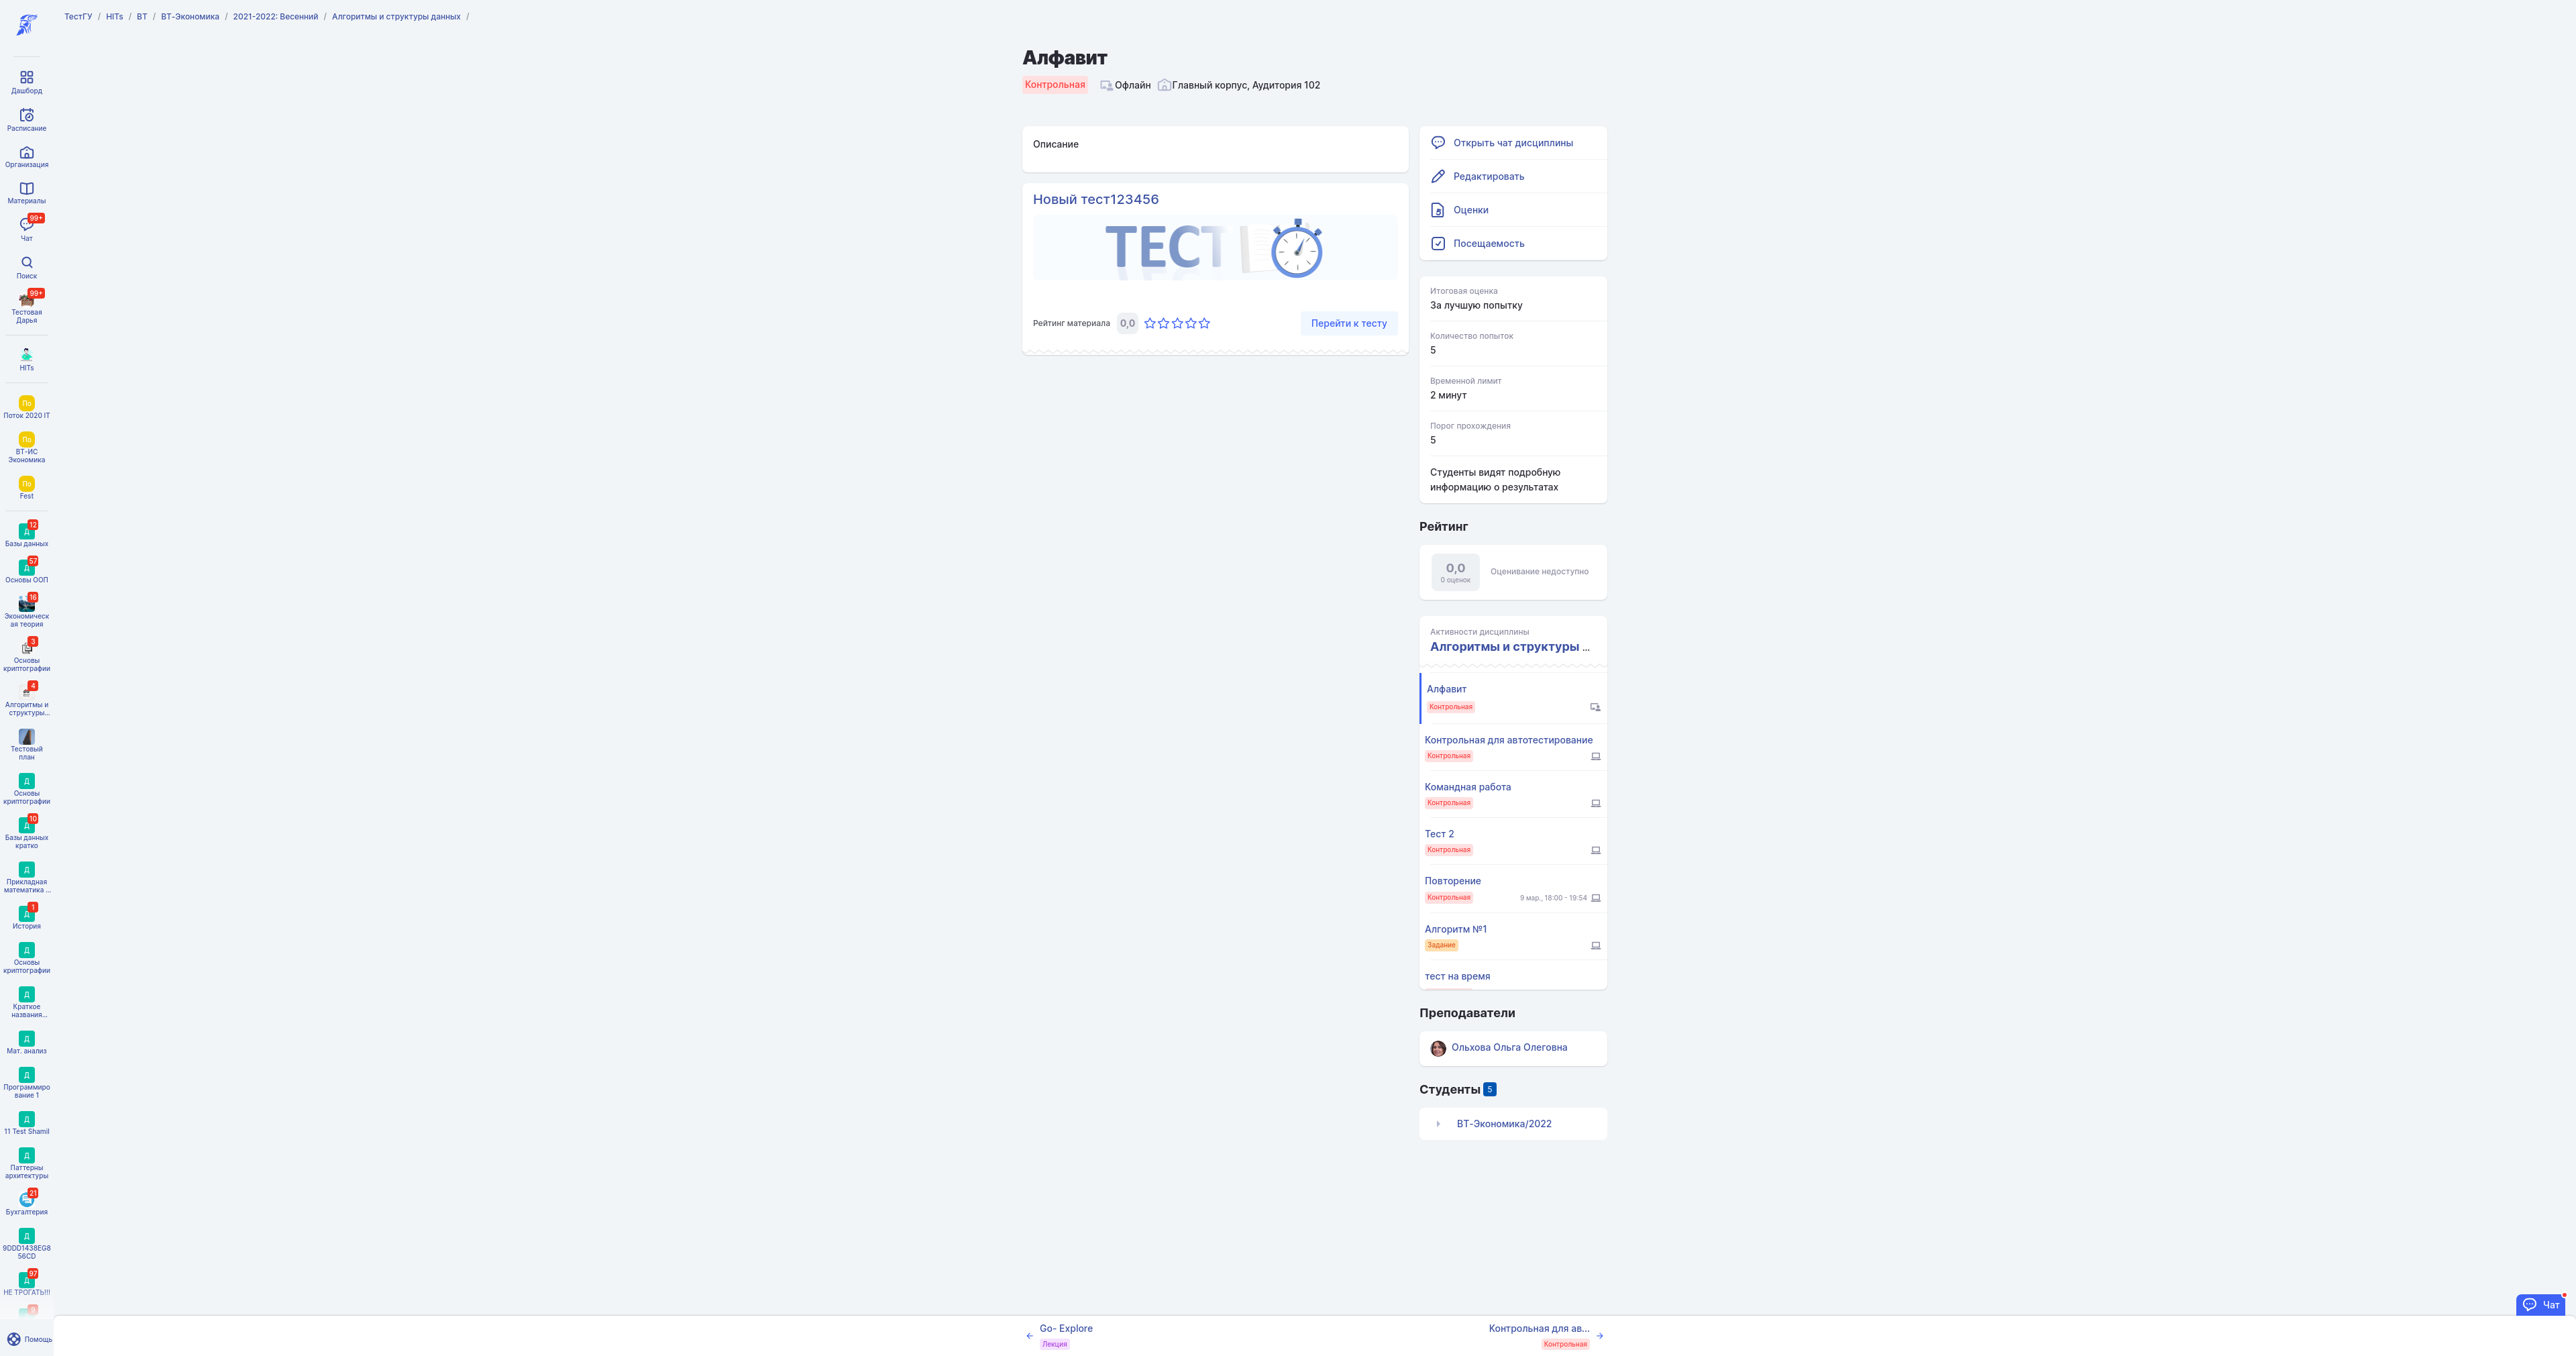 ТестГУ / HITs / ВТ / ВТ-Экономика / 2021-2022: Весенний / Алгоритмы и структуры данных /
Дашборд
Расписание
Организация
Материалы
99+
Чат
Поиск
99+
Тестовая
Дарья
HITs
По
Поток 2020 IT
По
ВТ-ИС
Экономика
По
Fest
12
Д
Базы данных
57
Д
Основы ООП
16
Экономическ
ая теория
3
Основы
криптографии
4
Алгоритмы и
структуры...
Тестовый
план
Д
Основы
криптографии
10
Д
Базы данных
кратко
Д
Прикладная
математика ...
1
Д
История
Д
Основы
криптографии
Д
Краткое
названия...
Д
Мат. анализ
Д
Программиро
вание 1
Д
11 Test Shamil
Д
Паттерны
архитектуры
21
Бухгалтерия
Д
9DDD1438EG8
56CD
97
Д
НЕ ТРОГАТЬ!!!
Помощь
Алфавит
Контрольная Офлайн Главный корпус, Аудитория 102
Описание
Новый тест123456
ТЕСТ
Рейтинг материала 0,0
Перейти к тесту
Открыть чат дисциплины
Редактировать
Оценки
Посещаемость
Итоговая оценка
За лучшую попытку
Количество попыток
5
Временной лимит
2 минут
Порог прохождения
5
Студенты видят подробную
информацию о результатах
Рейтинг
0,0
0 оценок
Оценивание недоступно
Активности дисциплины
Алгоритмы и структуры ...
Алфавит
Контрольная
Контрольная для автотестирование
Контрольная
Командная работа
Контрольная
Тест 2
Контрольная
Повторение
Контрольная 9 мар., 18:00 - 19:54
Алгоритм №1
Задание
тест на время
Преподаватели
Ольхова Ольга Олеговна
Студенты 5
ВТ-Экономика/2022
Чат
Go- Explore
Лекция
Контрольная для ав...
Контрольная